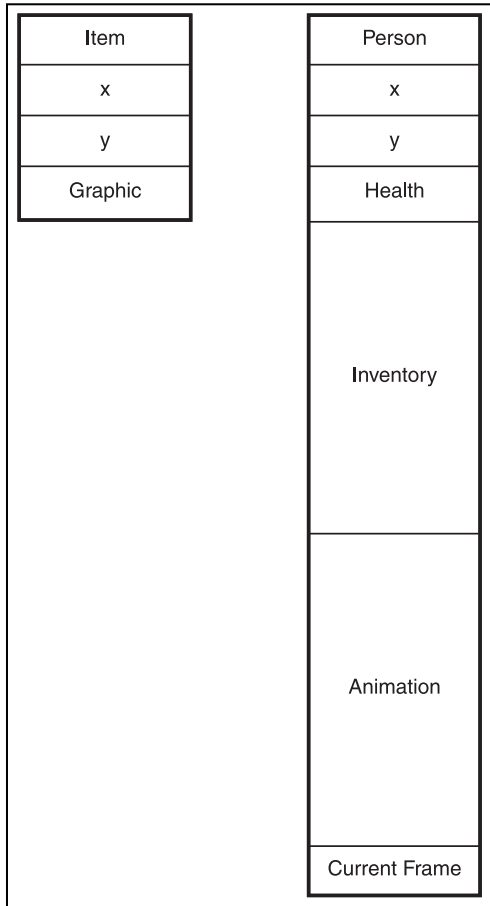 Item
x
y
Graphic
Person
x
y
Health
Inventory
Animation
Current Frame